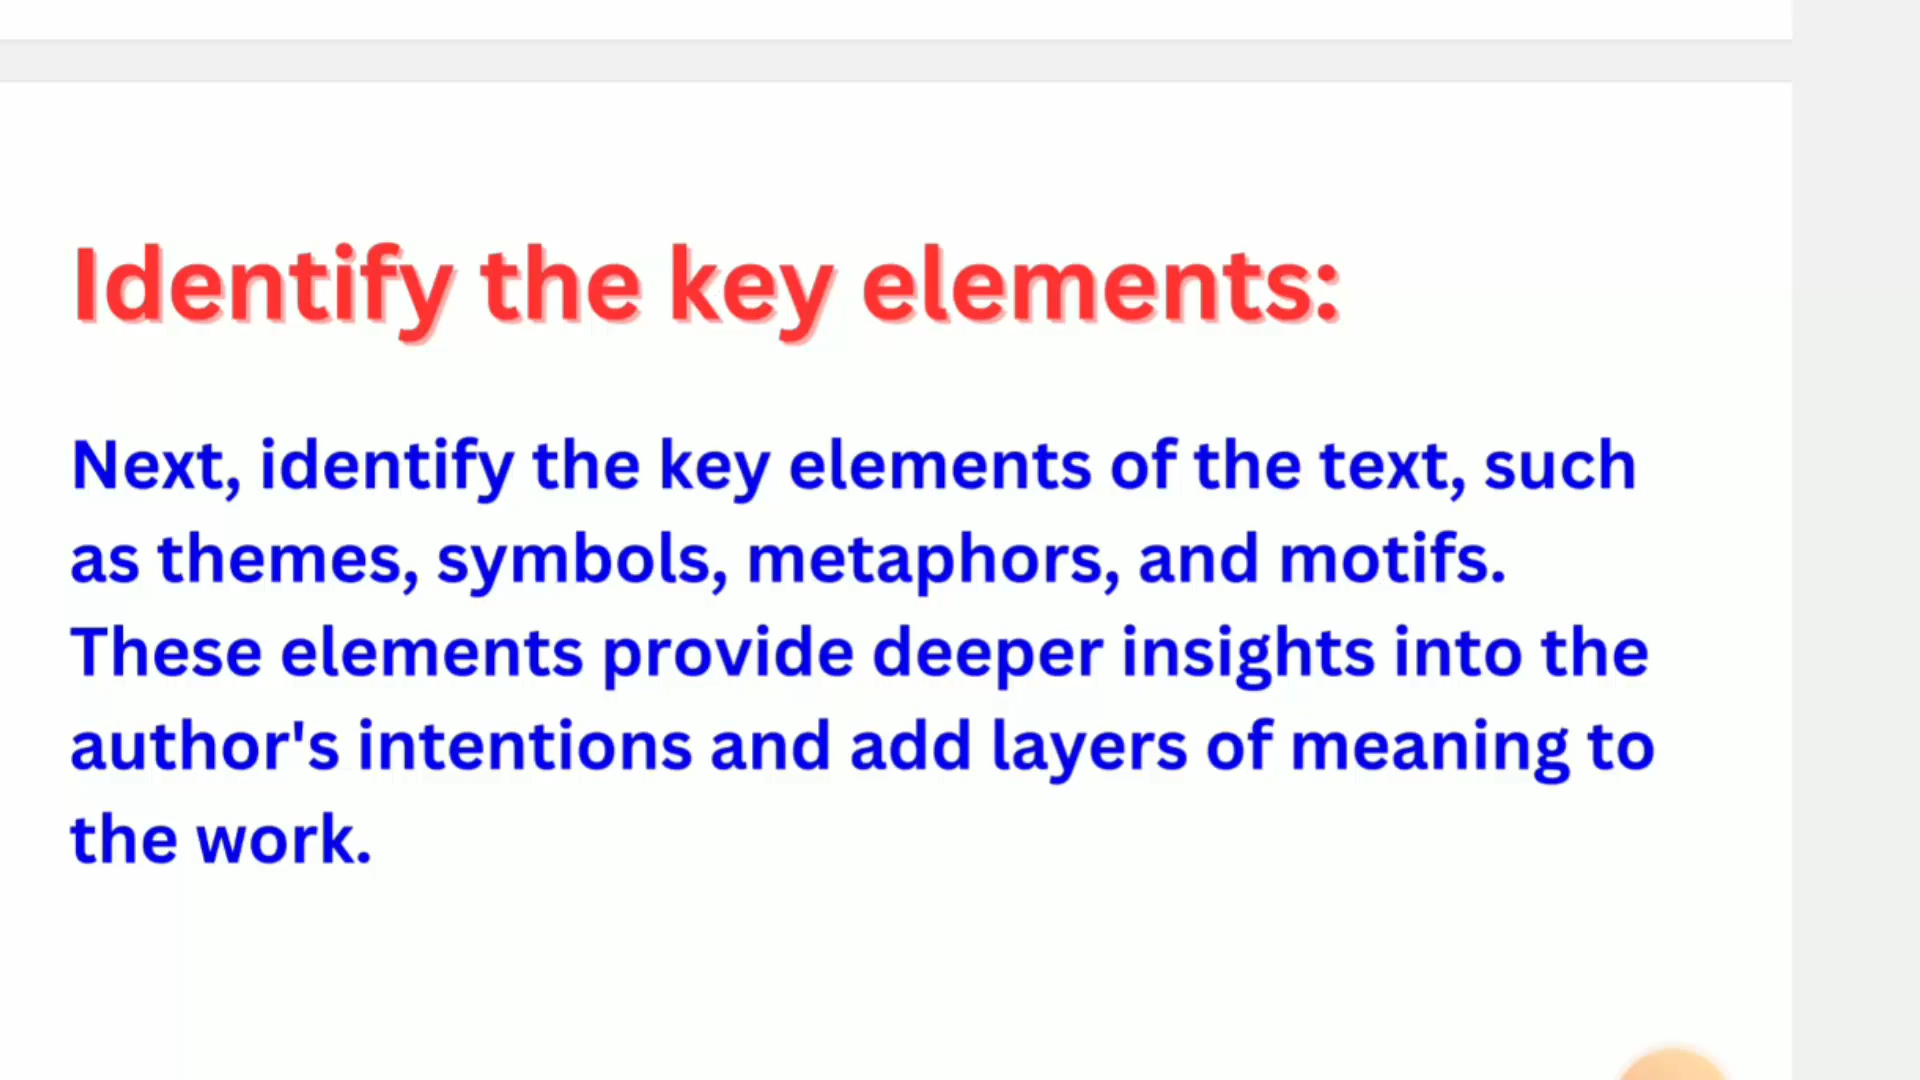 Identify the key elements:
Next, identify the key elements of the text, such
as themes, symbols, metaphors, and motifs.
These elements provide deeper insights into the
author's intentions and add layers of meaning to
the work.